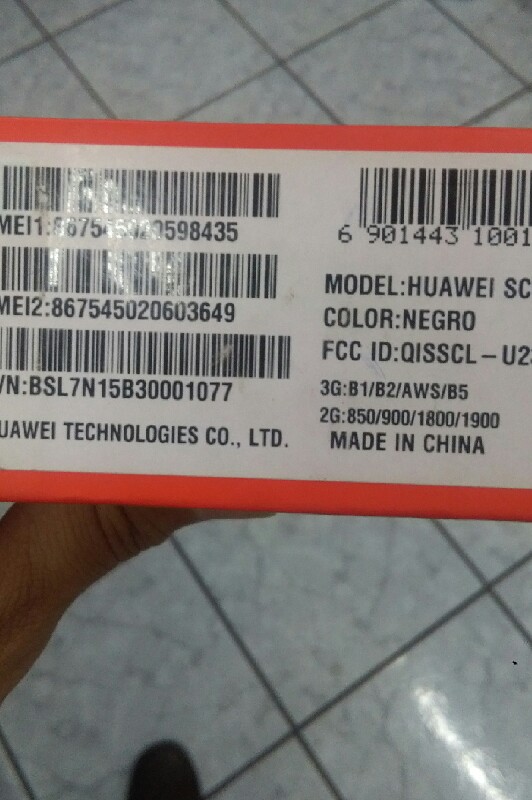 MEI1:867545020598435
MEI2:867545020603649
/N:BSL7N15B30001077
UAWEI TECHNOLOGIES CO., LTD.
6 901443 1001
MODEL:HUAWEI SC
COLOR:NEGRO
FCC ID:QISSCL-U2
3G:B1/B2/AWS/B5
2G:850/900/1800/1900
MADE IN CHINA